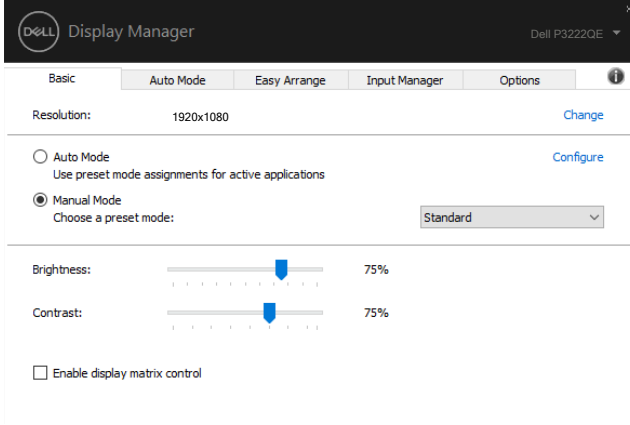 DELL Display Manager
Dell P3222QE
Basic Auto Mode Easy Arrange Input Manager Options
Resolution: 1920x1080 Change
Auto Mode Configure
Use preset mode assignments for active applications
Manual Mode
Choose a preset mode: Standard
Brightness: 75%
Contrast: 75%
Enable display matrix control